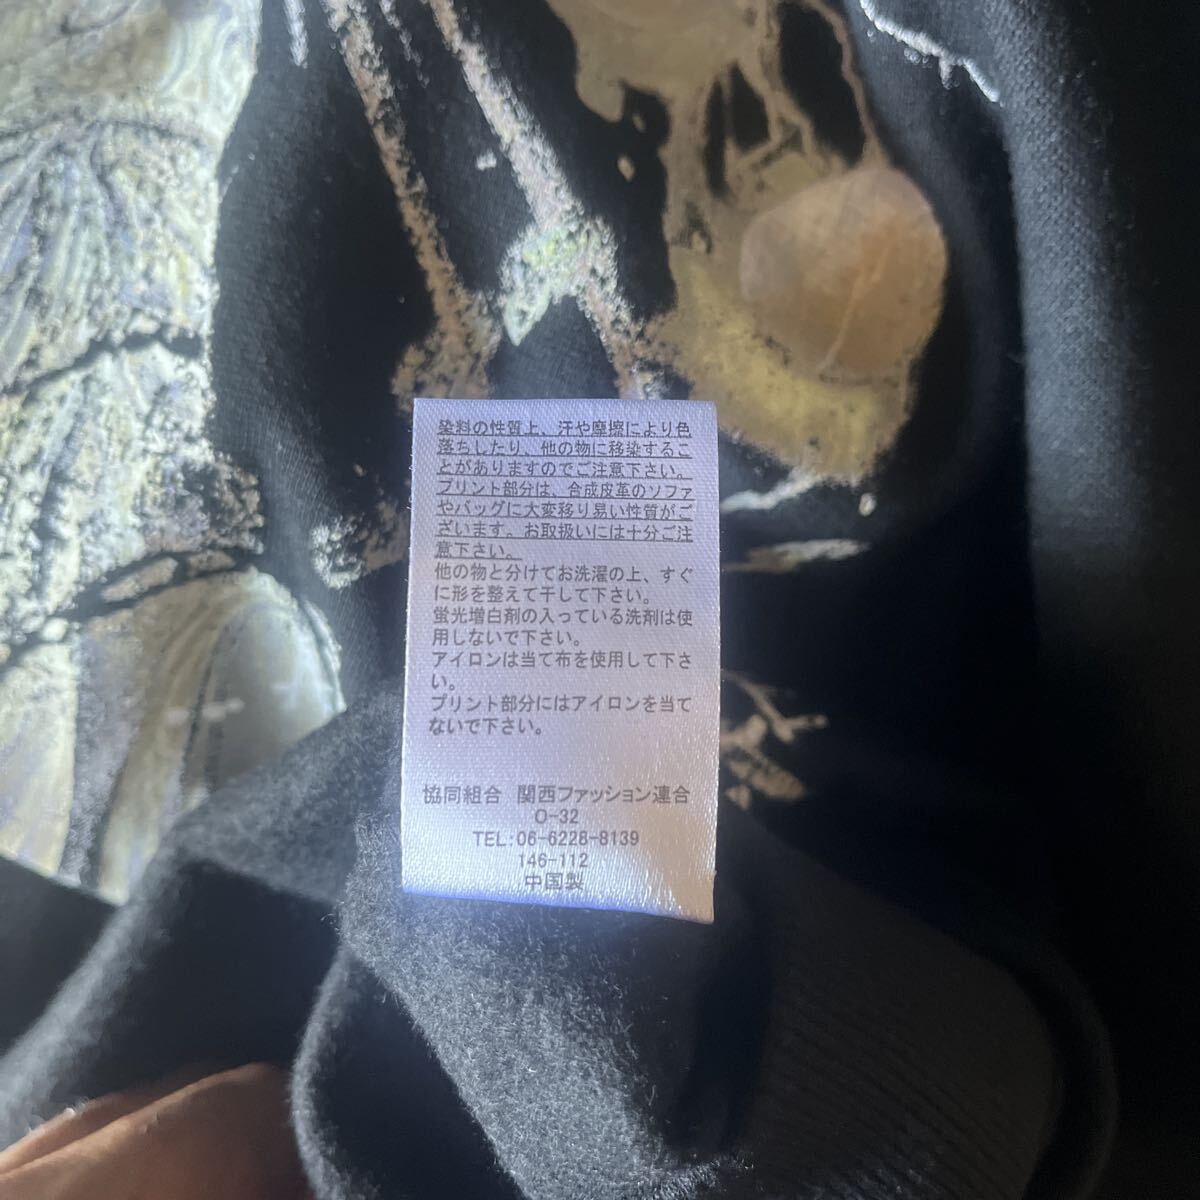 染料の性質上、汗や摩擦により色
落ちしたり、他の物に移染するこ
とがありますのでご注意下さい。
プリント部分は、合成皮革のソファ
やバッグに大変移り易い性質がご
ざいます。お取扱いには十分ご注
意下さい。
他の物と分けてお洗濯の上、すぐ
に形を整えて干して下さい。
蛍光増白剤の入っている洗剤は使
用しないで下さい。
アイロンは当て布を使用して下さ
い。
プリント部分にはアイロンを当て
ないで下さい。
協同組合 関西ファッション連合
O-32
TEL:06-6228-8139
146-112
中国製